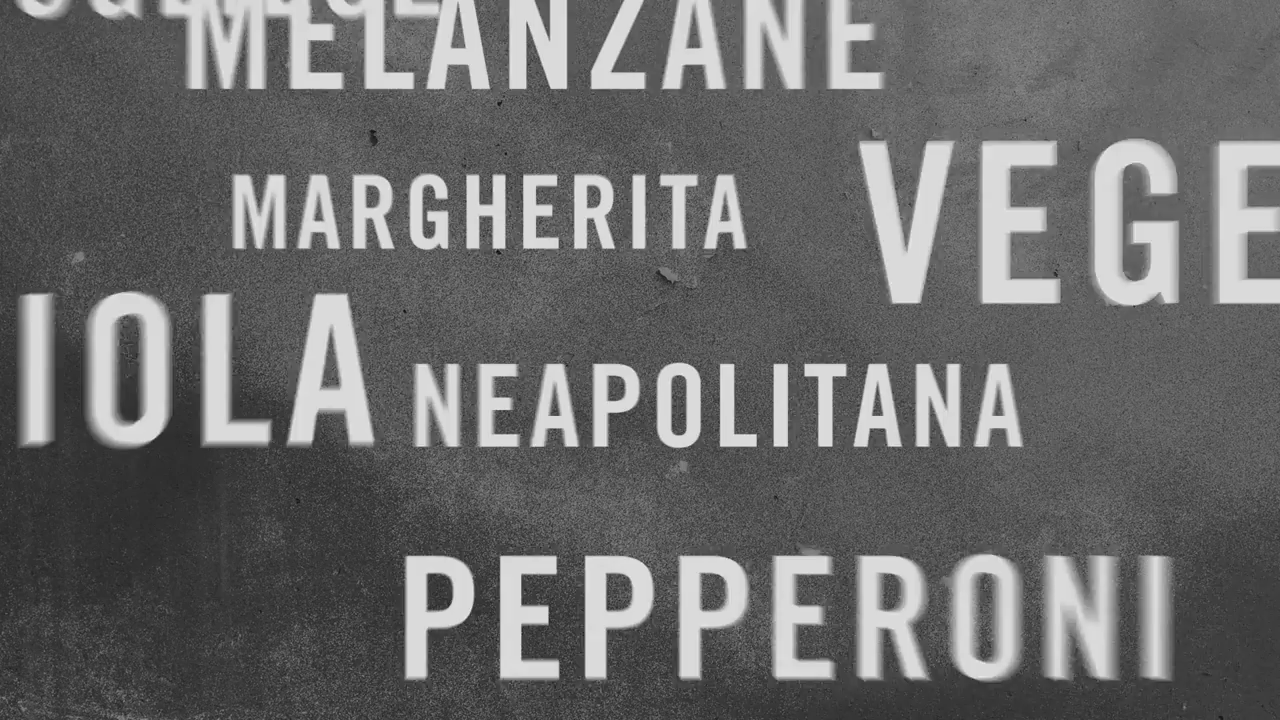 MELANZANE
MARGHERITA
VEGE
IOLA
NEAPOLITANA
PEPPERONI